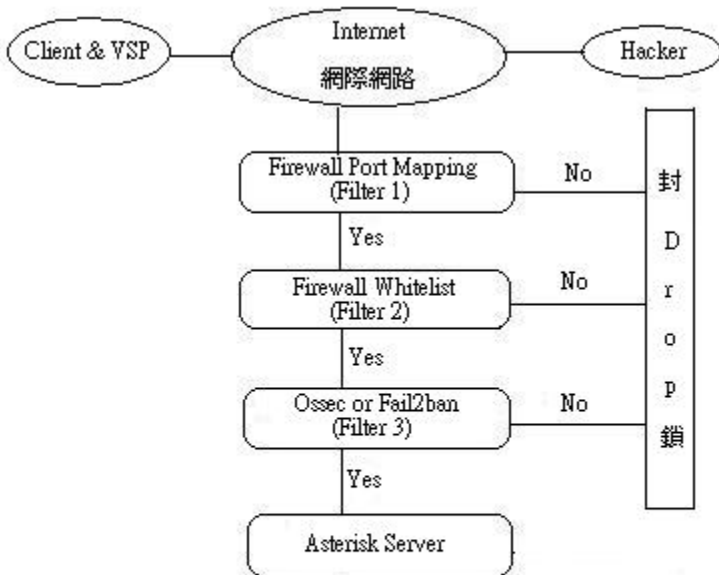 Client & VSP
Internet
網際網路
Hacker
Firewall Port Mapping
(Filter 1)
No
Yes
Firewall Whitelist
(Filter 2)
No
Yes
Ossec or Fail2ban
(Filter 3)
No
Yes
Asterisk Server
封 Drop 鎖